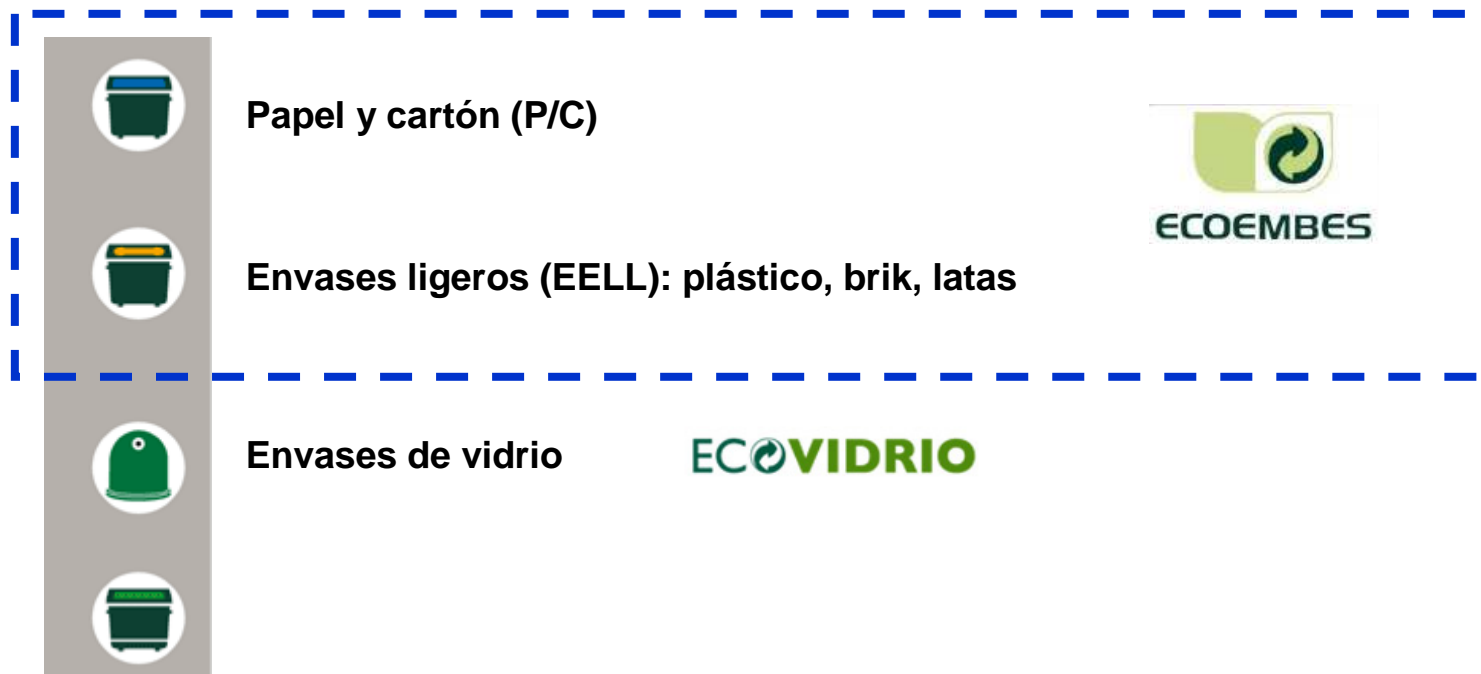 Papel y cartón (P/C)
ECOEMBES
Envases ligeros (EELL): plástico, brik, latas
Envases de vidrio
ECOVIDRIO